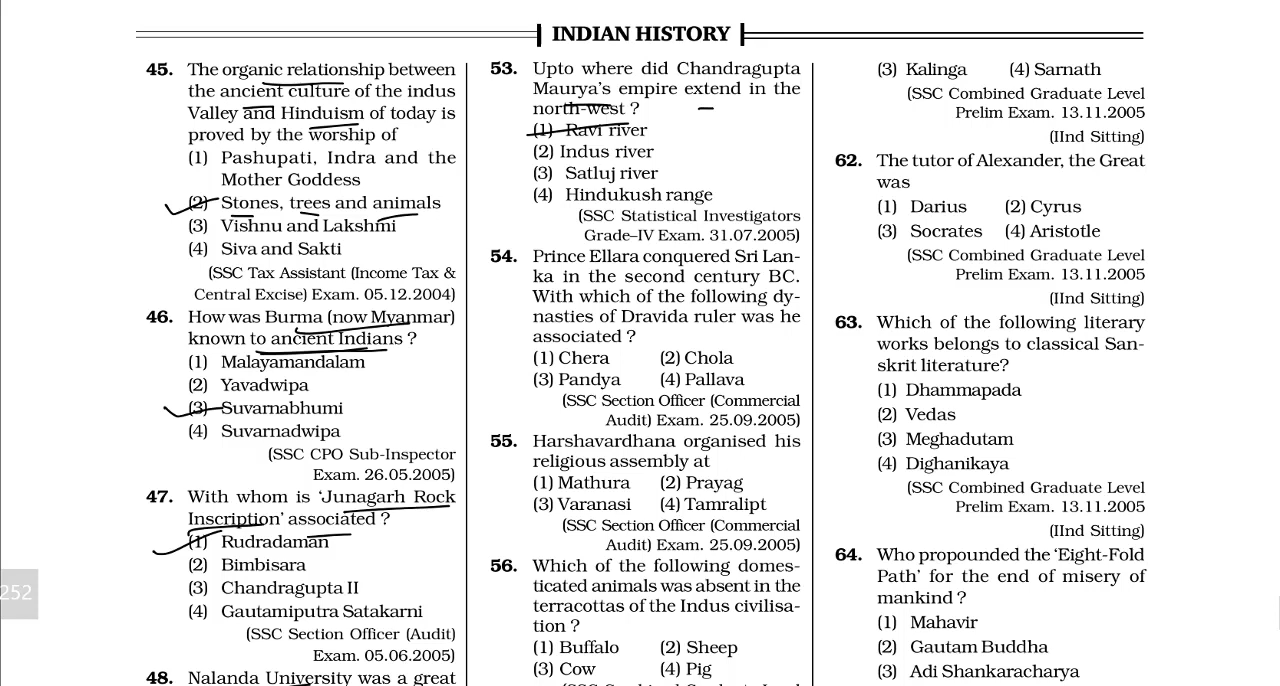 INDIAN HISTORY
45. The organic relationship between
the ancient culture of the indus
Valley and Hinduism of today is
proved by the worship of
(1) Pashupati, Indra and the
Mother Goddess
(2) Stones, trees and animals
(3) Vishnu and Lakshmi
(4) Siva and Sakti
(SSC Tax Assistant (Income Tax &
Central Excise) Exam. 05.12.2004)
46. How was Burma (now Myanmar)
known to ancient Indians ?
(1) Malayamandalam
(2) Yavadwipa
(3) Suvarnabhumi
(4) Suvarnadwipa
(SSC CPO Sub-Inspector
Exam. 26.05.2005)
47. With whom is ‘Junagarh Rock
Inscription’ associated ?
(1) Rudradaman
(2) Bimbisara
(3) Chandragupta II
(4) Gautamiputra Satakarni
(SSC Section Officer (Audit)
Exam. 05.06.2005)
48. Nalanda University was a great
53. Upto where did Chandragupta
Maurya’s empire extend in the
north-west ?
(1) Ravi river
(2) Indus river
(3) Satluj river
(4) Hindukush range
(SSC Statistical Investigators
Grade–IV Exam. 31.07.2005)
54. Prince Ellara conquered Sri Lan-
ka in the second century BC.
With which of the following dy-
nasties of Dravida ruler was he
associated ?
(1) Chera (2) Chola
(3) Pandya (4) Pallava
(SSC Section Officer (Commercial
Audit) Exam. 25.09.2005)
55. Harshavardhana organised his
religious assembly at
(1) Mathura (2) Prayag
(3) Varanasi (4) Tamralipt
(SSC Section Officer (Commercial
Audit) Exam. 25.09.2005)
56. Which of the following domes-
ticated animals was absent in the
terracottas of the Indus civilisa-
tion ?
(1) Buffalo (2) Sheep
(3) Cow (4) Pig
(3) Kalinga (4) Sarnath
(SSC Combined Graduate Level
Prelim Exam. 13.11.2005
(IInd Sitting)
62. The tutor of Alexander, the Great
was
(1) Darius (2) Cyrus
(3) Socrates (4) Aristotle
(SSC Combined Graduate Level
Prelim Exam. 13.11.2005
(IInd Sitting)
63. Which of the following literary
works belongs to classical San-
skrit literature?
(1) Dhammapada
(2) Vedas
(3) Meghadutam
(4) Dighanikaya
(SSC Combined Graduate Level
Prelim Exam. 13.11.2005
(IInd Sitting)
64. Who propounded the ‘Eight-Fold
Path’ for the end of misery of
mankind ?
(1) Mahavir
(2) Gautam Buddha
(3) Adi Shankaracharya
252